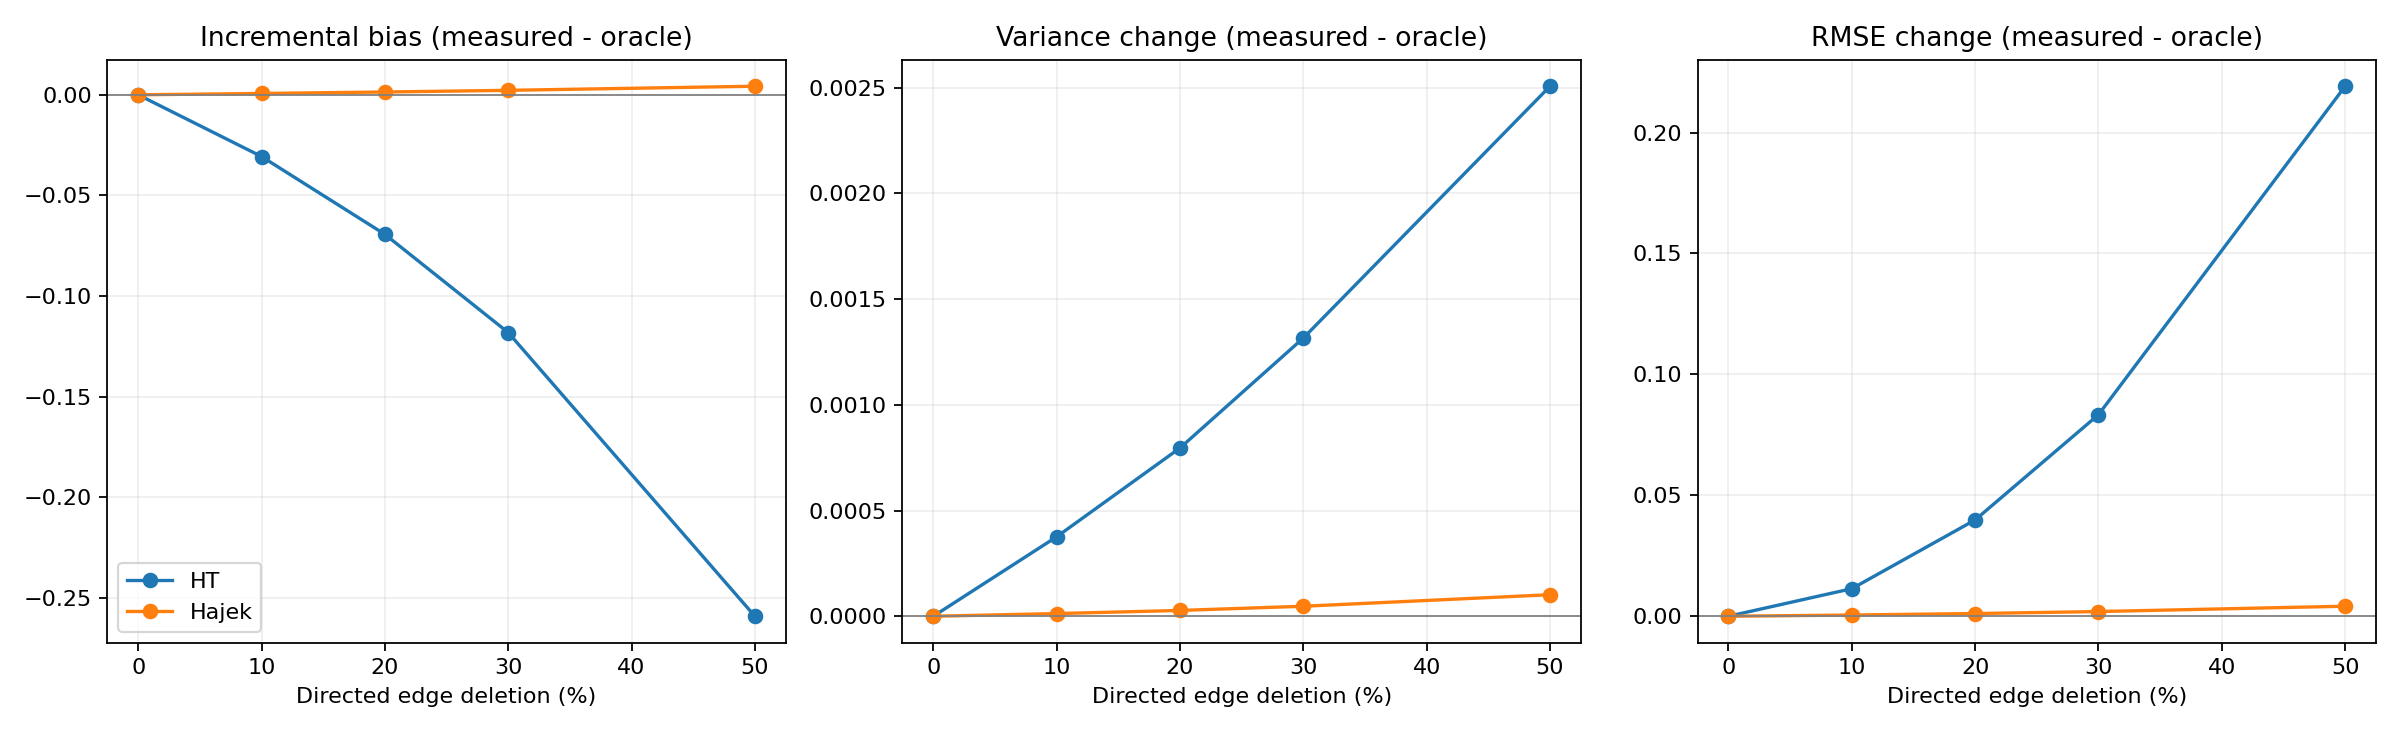 Incremental bias (measured - oracle)
0.00
−0.05
−0.10
−0.15
−0.20
−0.25
HT
Hajek
0 10 20 30 40 50
Directed edge deletion (%)
Variance change (measured - oracle)
0.0025
0.0020
0.0015
0.0010
0.0005
0.0000
0 10 20 30 40 50
Directed edge deletion (%)
RMSE change (measured - oracle)
0.20
0.15
0.10
0.05
0.00
0 10 20 30 40 50
Directed edge deletion (%)